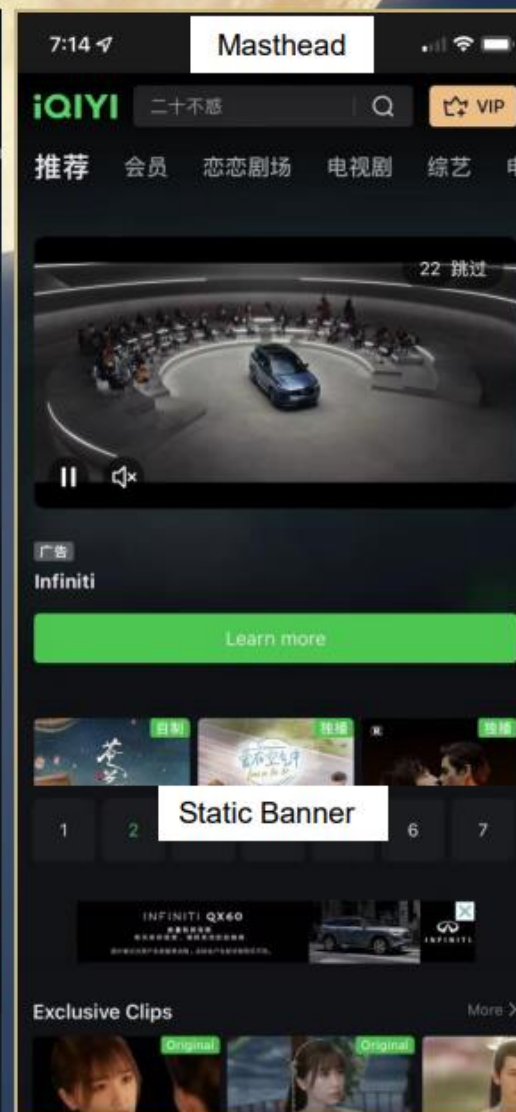 7:14
Masthead
iQIYI
二十不惑
VIP
推荐 会员 恋恋剧场 电视剧 综艺
22 跳过
广告
Infiniti
Learn more
自制
独播
独播
苍兰
Static Banner
1 2 6 7
INFINITI QX60
INFINITI
Exclusive Clips
More
Original
Original